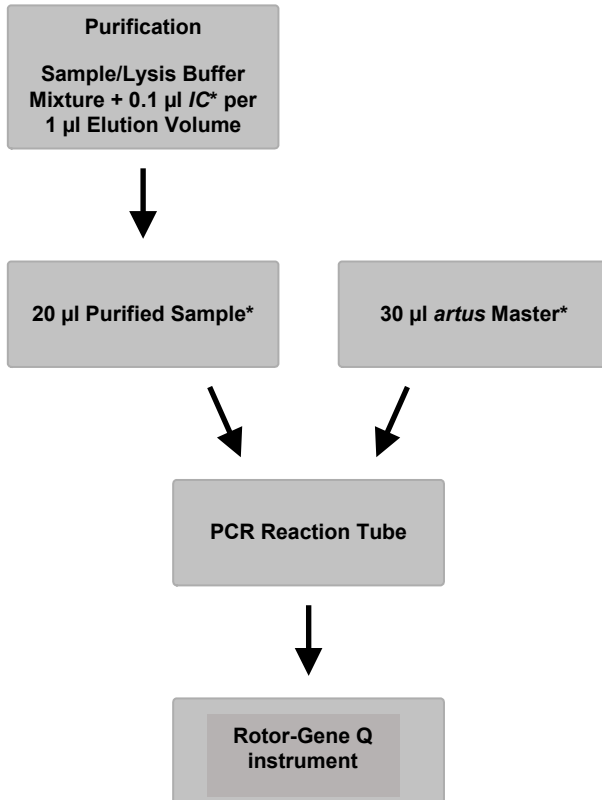 Purification
Sample/Lysis Buffer
Mixture + 0.1 µl IC* per
1 µl Elution Volume
20 µl Purified Sample*
30 µl artus Master*
PCR Reaction Tube
Rotor-Gene Q
instrument